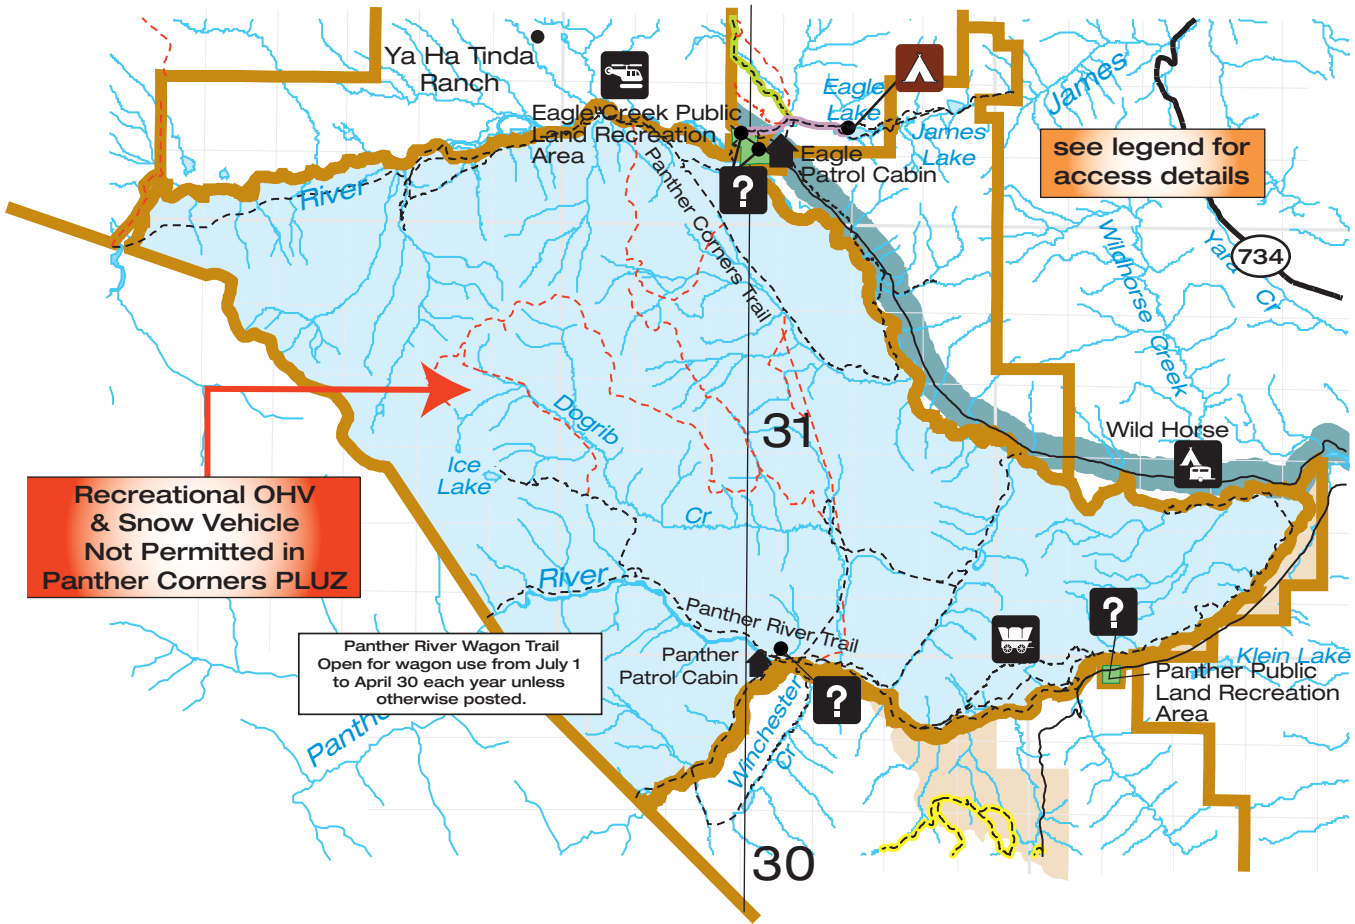 Ya Ha Tinda
Ranch
Eagle Creek Public
Land Recreation
Area
Eagle
Lake
James
Lake
James
Eagle
Patrol Cabin
?
see legend for
access details
River
Panther Corners Trail
Wildhorse Creek
Yara Cr
734
31
Dogrib
Cr
Ice
Lake
Wild Horse
Recreational OHV
& Snow Vehicle
Not Permitted in
Panther Corners PLUZ
River
Panther River Trail
?
Panther River Wagon Trail
Open for wagon use from July 1
to April 30 each year unless
otherwise posted.
Panther
Patrol Cabin
?
Klein Lake
Panther Public
Land Recreation
Area
Winchester
Cr
Panthe
30